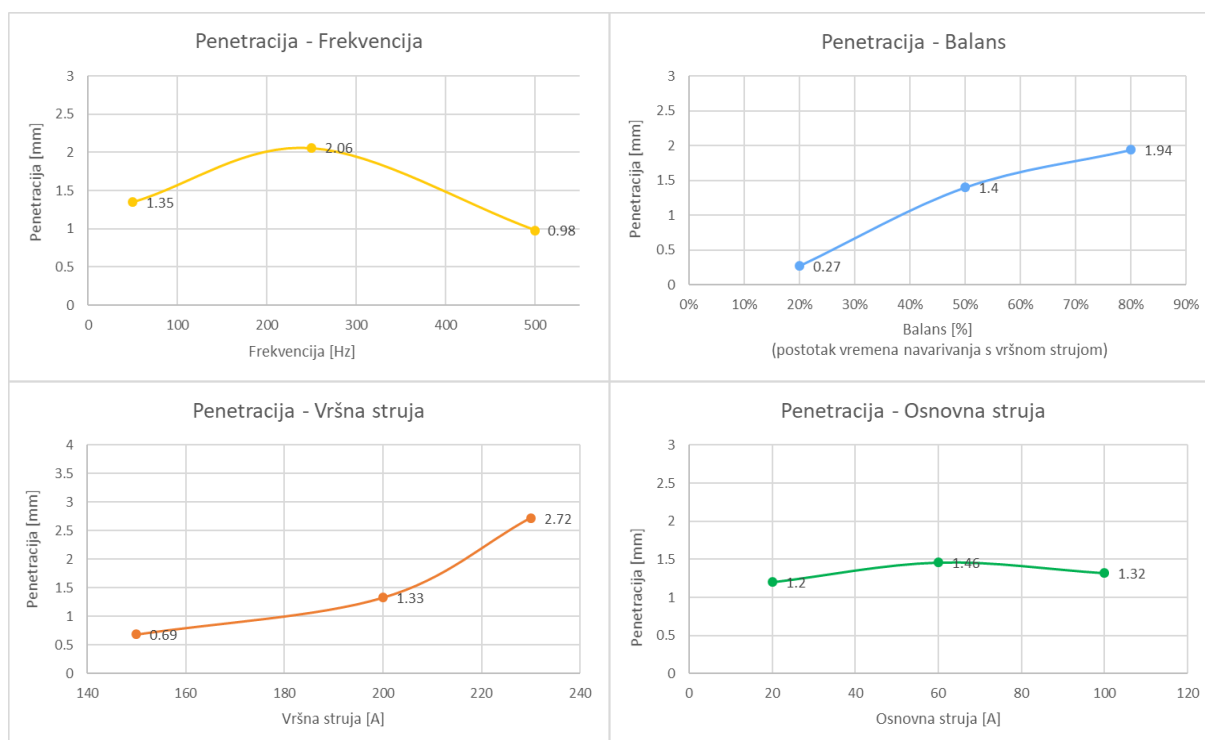 Penetracija - Frekvencija
Penetracija [mm]
3
2.5
2
1.5
1
0.5
0
2.06
1.35
0.98
0 100 200 300 400 500
Frekvencija [Hz]
Penetracija - Balans
Penetracija [mm]
3
2.5
2
1.5
1
0.5
0
1.94
1.4
0.27
0% 10% 20% 30% 40% 50% 60% 70% 80% 90%
Balans [%]
(postotak vremena navarivanja s vršnom strujom)
Penetracija - Vršna struja
Penetracija [mm]
4
3.5
3
2.5
2
1.5
1
0.5
0
2.72
1.33
0.69
140 160 180 200 220 240
Vršna struja [A]
Penetracija - Osnovna struja
Penetracija [mm]
3
2.5
2
1.5
1
0.5
0
1.2
1.46
1.32
0 20 40 60 80 100 120
Osnovna struja [A]